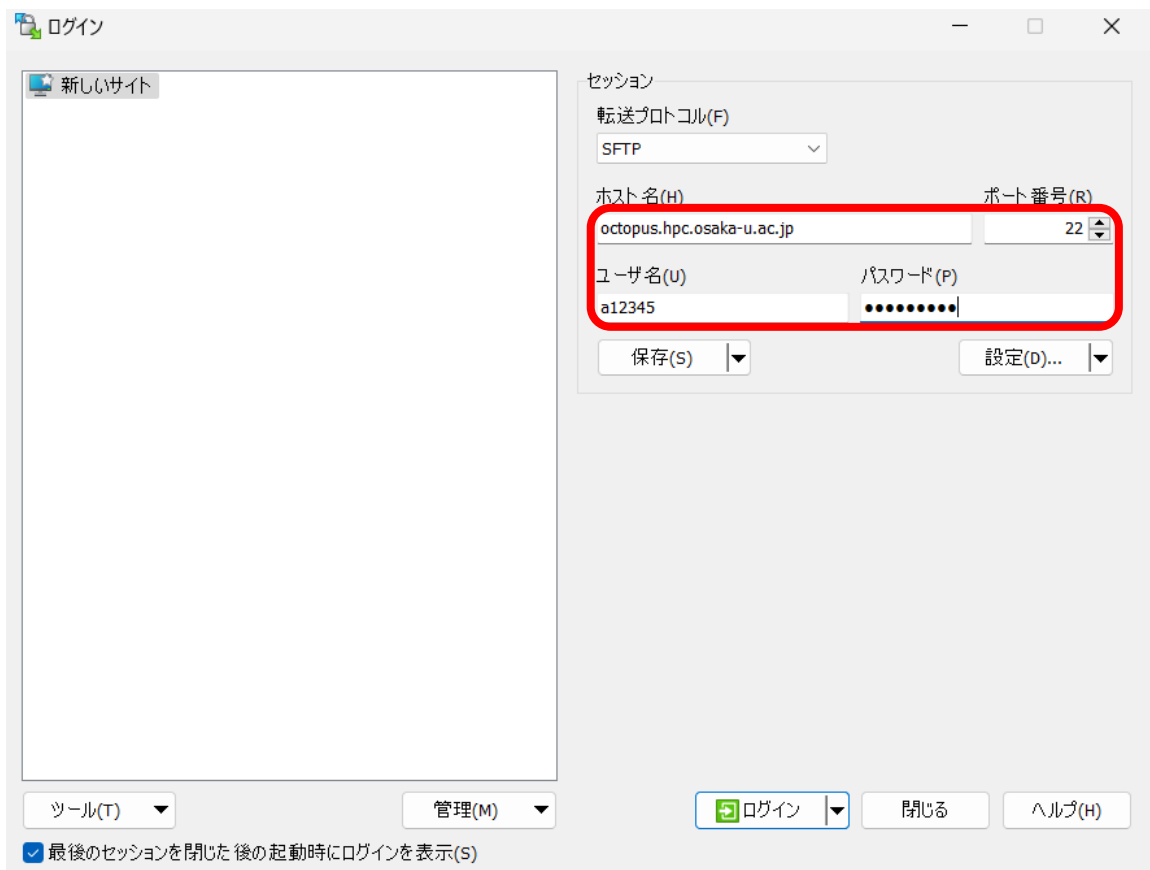 ログイン
新しいサイト
セッション
転送プロトコル(F)
SFTP
ホスト名(H) ポート番号(R)
octopus.hpc.osaka-u.ac.jp 22
ユーザ名(U) パスワード(P)
a12345 ●●●●●●●●●
保存(S) 設定(D)...
ツール(T) 管理(M) ログイン 閉じる ヘルプ(H)
最後のセッションを閉じた後の起動時にログインを表示(S)